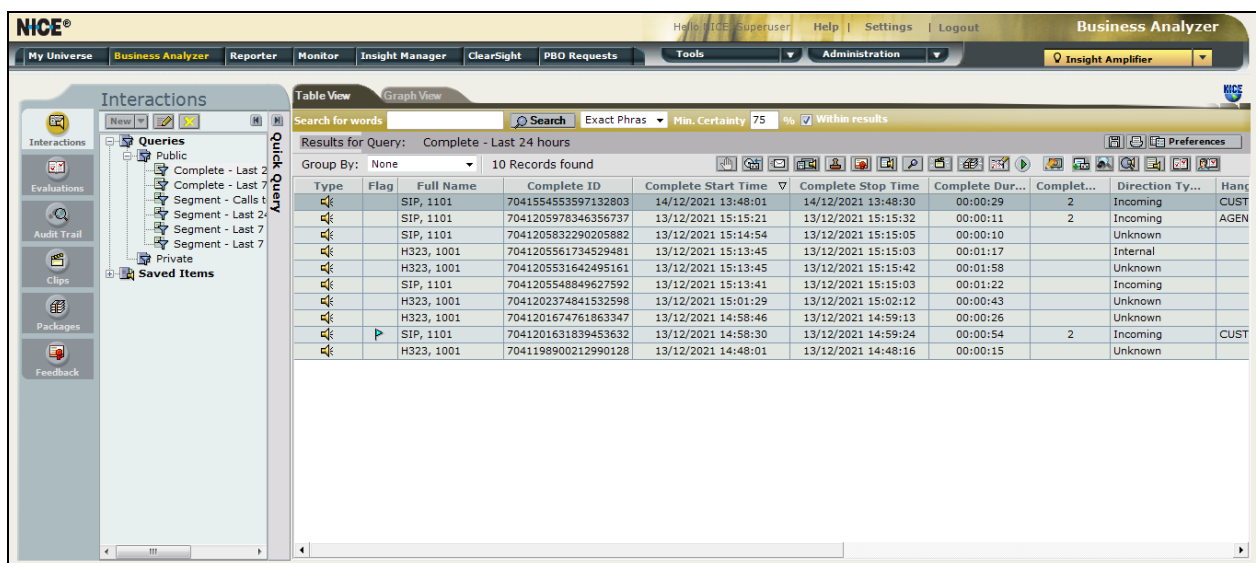 NICE® Hello NICE, Superuser Help | Settings | Logout Business Analyzer
My Universe Business Analyzer Reporter Monitor Insight Manager ClearSight PBO Requests Tools Administration Insight Amplifier
Interactions Table View Graph View NICE
New Search for words Search Exact Phras Min. Certainty 75 % Within results
Interactions
Evaluations
Audit Trail
Clips
Packages
Feedback
Queries
Public
Complete - Last 2
Complete - Last 7
Segment - Calls t
Segment - Last 24
Segment - Last 7
Segment - Last 7
Private
Saved Items
Quick Query
Results for Query: Complete - Last 24 hours Preferences
Group By: None 10 Records found
Type Flag Full Name Complete ID Complete Start Time Complete Stop Time Complete Dur... Complet... Direction Ty... Hang
SIP, 1101 7041554553597132803 14/12/2021 13:48:01 14/12/2021 13:48:30 00:00:29 2 Incoming CUST
SIP, 1101 7041205978346356737 13/12/2021 15:15:21 13/12/2021 15:15:32 00:00:11 2 Incoming AGEN
SIP, 1101 7041205832290205882 13/12/2021 15:14:54 13/12/2021 15:15:05 00:00:10 Unknown
H323, 1001 7041205561734529481 13/12/2021 15:13:45 13/12/2021 15:15:03 00:01:17 Internal
H323, 1001 7041205531642495161 13/12/2021 15:13:45 13/12/2021 15:15:42 00:01:58 Unknown
SIP, 1101 7041205548849627592 13/12/2021 15:13:41 13/12/2021 15:15:03 00:01:22 Incoming
H323, 1001 7041202374841532598 13/12/2021 15:01:29 13/12/2021 15:02:12 00:00:43 Unknown
H323, 1001 7041201674761863347 13/12/2021 14:58:46 13/12/2021 14:59:13 00:00:26 Unknown
SIP, 1101 7041201631839453632 13/12/2021 14:58:30 13/12/2021 14:59:24 00:00:54 2 Incoming CUST
H323, 1001 7041198900212990128 13/12/2021 14:48:01 13/12/2021 14:48:16 00:00:15 Unknown